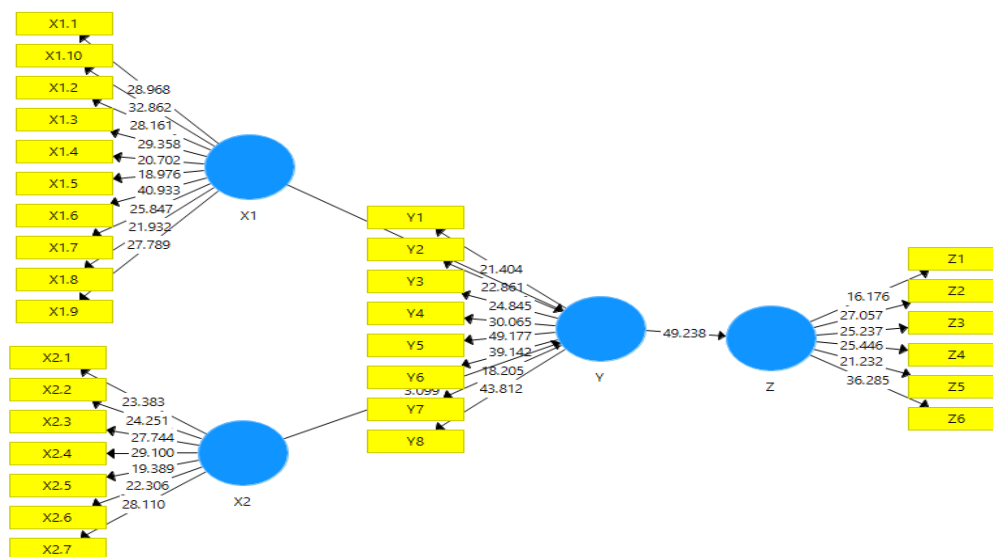 X1.1
X1.10
X1.2
X1.3
X1.4
X1.5
X1.6
X1.7
X1.8
X1.9
28.968
32.862
28.161
29.358
20.702
18.976
40.933
25.847
21.932
27.789
X1
X2.1
X2.2
X2.3
X2.4
X2.5
X2.6
X2.7
23.383
24.251
27.744
29.100
19.389
22.306
28.110
X2
3.099
Y1
Y2
Y3
Y4
Y5
Y6
Y7
Y8
21.404
22.861
24.845
30.065
49.177
39.142
18.205
43.812
Y
49.238
Z
16.176
27.057
25.237
25.446
21.232
36.285
Z1
Z2
Z3
Z4
Z5
Z6